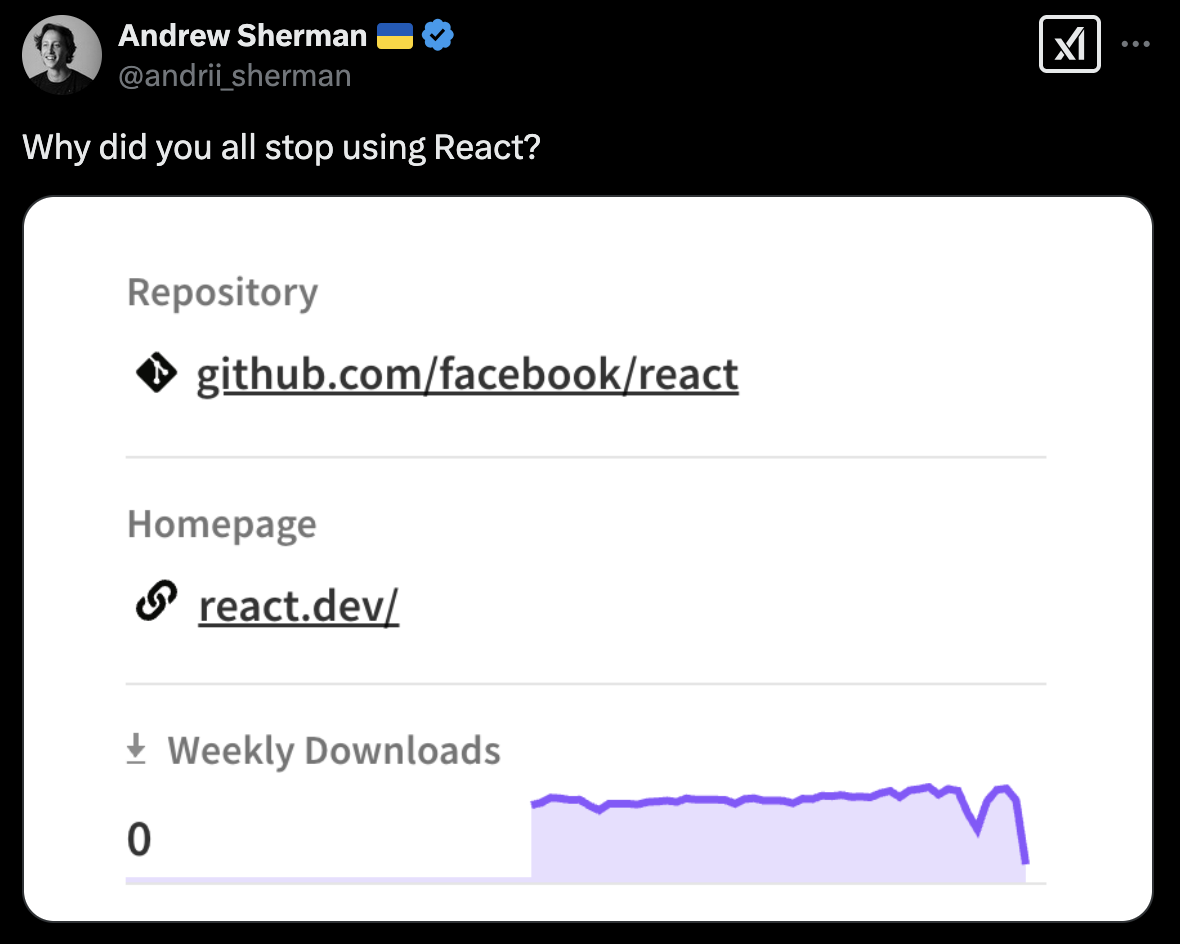 Andrew Sherman 🇺🇦
@andrii_sherman
Why did you all stop using React?
Repository
github.com/facebook/react
Homepage
react.dev/
Weekly Downloads
0